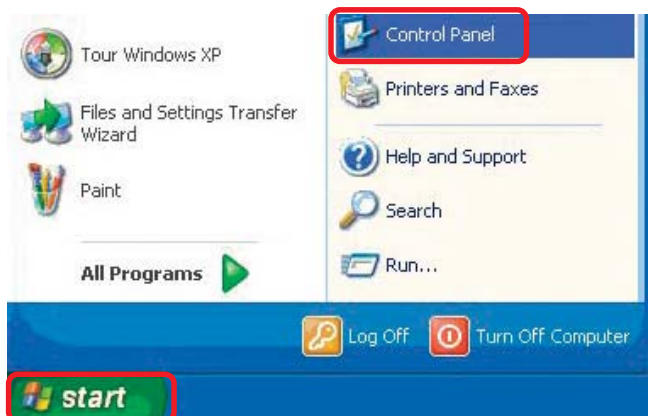 Tour Windows XP
Files and Settings Transfer
Wizard
Paint
All Programs
Control Panel
Printers and Faxes
Help and Support
Search
Run...
Log Off
Turn Off Computer
start